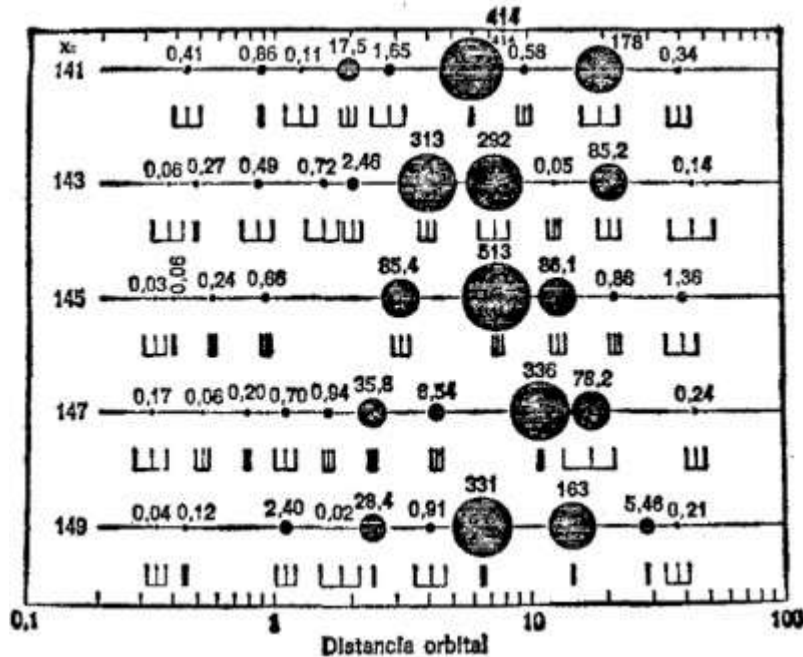 414
X=
141 0,41 0,86 0,11 17,5 1,65 414 0,58 178 0,34
313 292
143 0,06 0,27 0,49 0,72 2,46 0,05 85,2 0,14
513
145 0,03 0,06 0,24 0,66 85,4 86,1 0,86 1,36
336
147 0,17 0,06 0,20 0,70 0,94 35,8 6,54 78,2 0,24
331
149 0,04 0,12 2,40 0,02 28,4 0,91 163 5,46 0,21
0.1 1 10 100
Distancia orbital